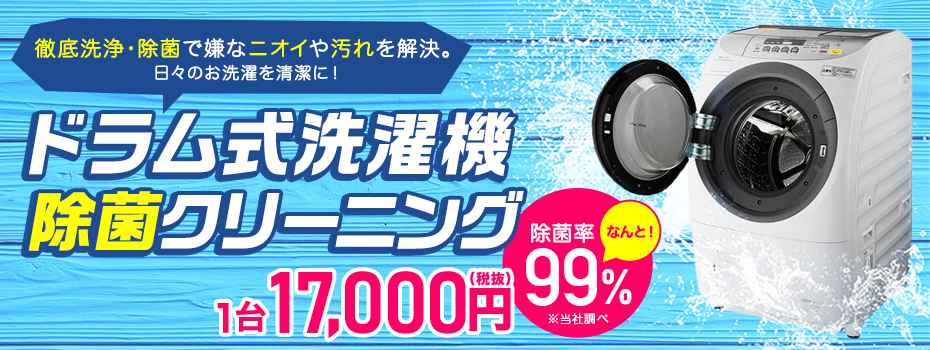 徹底洗浄・除菌で嫌なニオイや汚れを解決。
日々のお洗濯を清潔に！
ドラム式洗濯機
除菌クリーニング
1台17,000円(税抜)
除菌率
なんと！
99%
※当社調べ